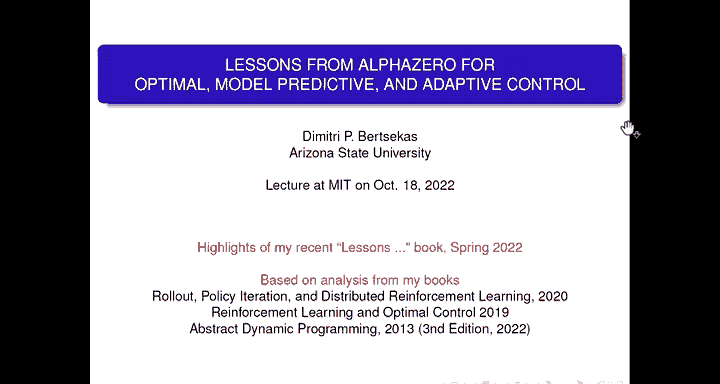 LESSONS FROM ALPHAZERO FOR
OPTIMAL, MODEL PREDICTIVE, AND ADAPTIVE CONTROL
Dimitri P. Bertsekas
Arizona State University
Lecture at MIT on Oct. 18, 2022
Highlights of my recent “Lessons ...” book, Spring 2022
Based on analysis from my books
Rollout, Policy Iteration, and Distributed Reinforcement Learning, 2020
Reinforcement Learning and Optimal Control 2019
Abstract Dynamic Programming, 2013 (3nd Edition, 2022)